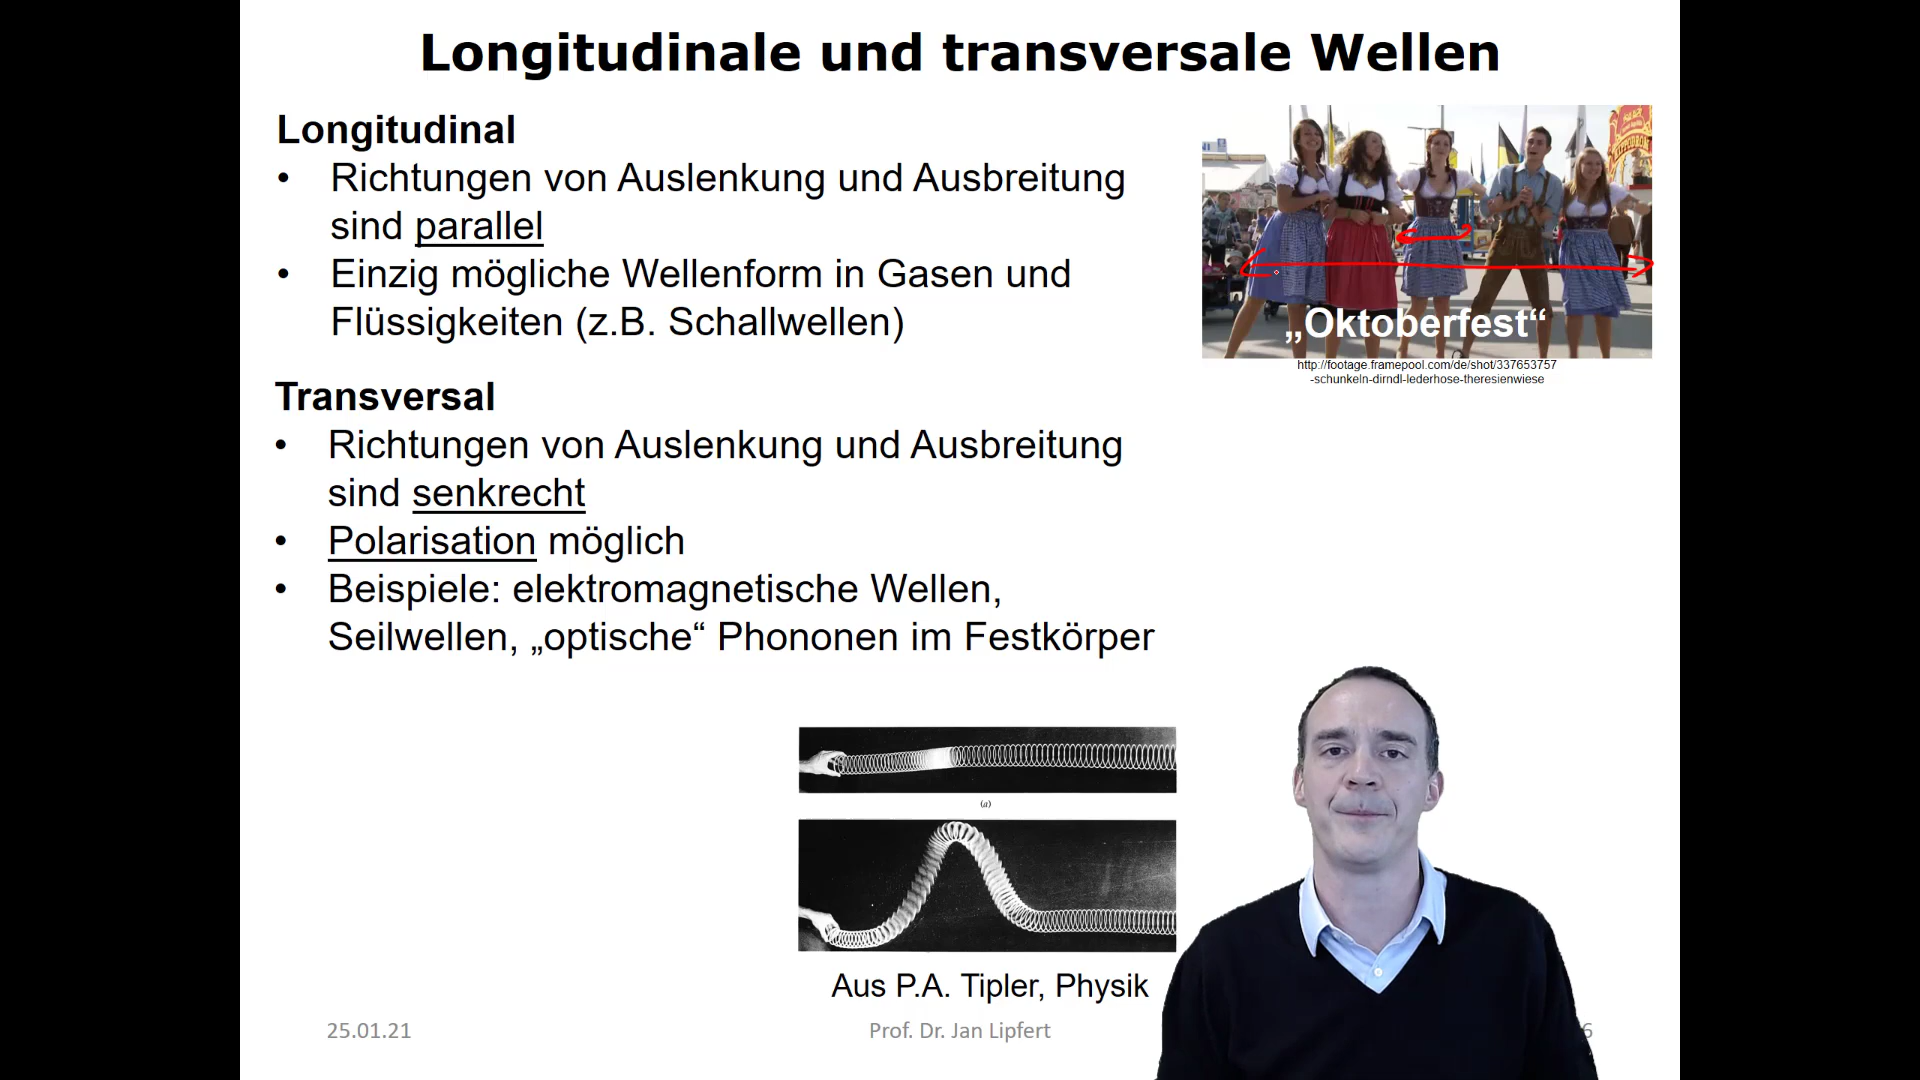 Longitudinale und transversale Wellen
Longitudinal
• Richtungen von Auslenkung und Ausbreitung
sind parallel
• Einzig mögliche Wellenform in Gasen und
Flüssigkeiten (z.B. Schallwellen)
„Oktoberfest“
http://footage.framepool.com/de/shot/337653757
-schunkeln-dirndl-lederhose-theresienwiese
Transversal
• Richtungen von Auslenkung und Ausbreitung
sind senkrecht
• Polarisation möglich
• Beispiele: elektromagnetische Wellen,
Seilwellen, „optische“ Phononen im Festkörper
(a)
Aus P.A. Tipler, Physik
25.01.21
Prof. Dr. Jan Lipfert
6